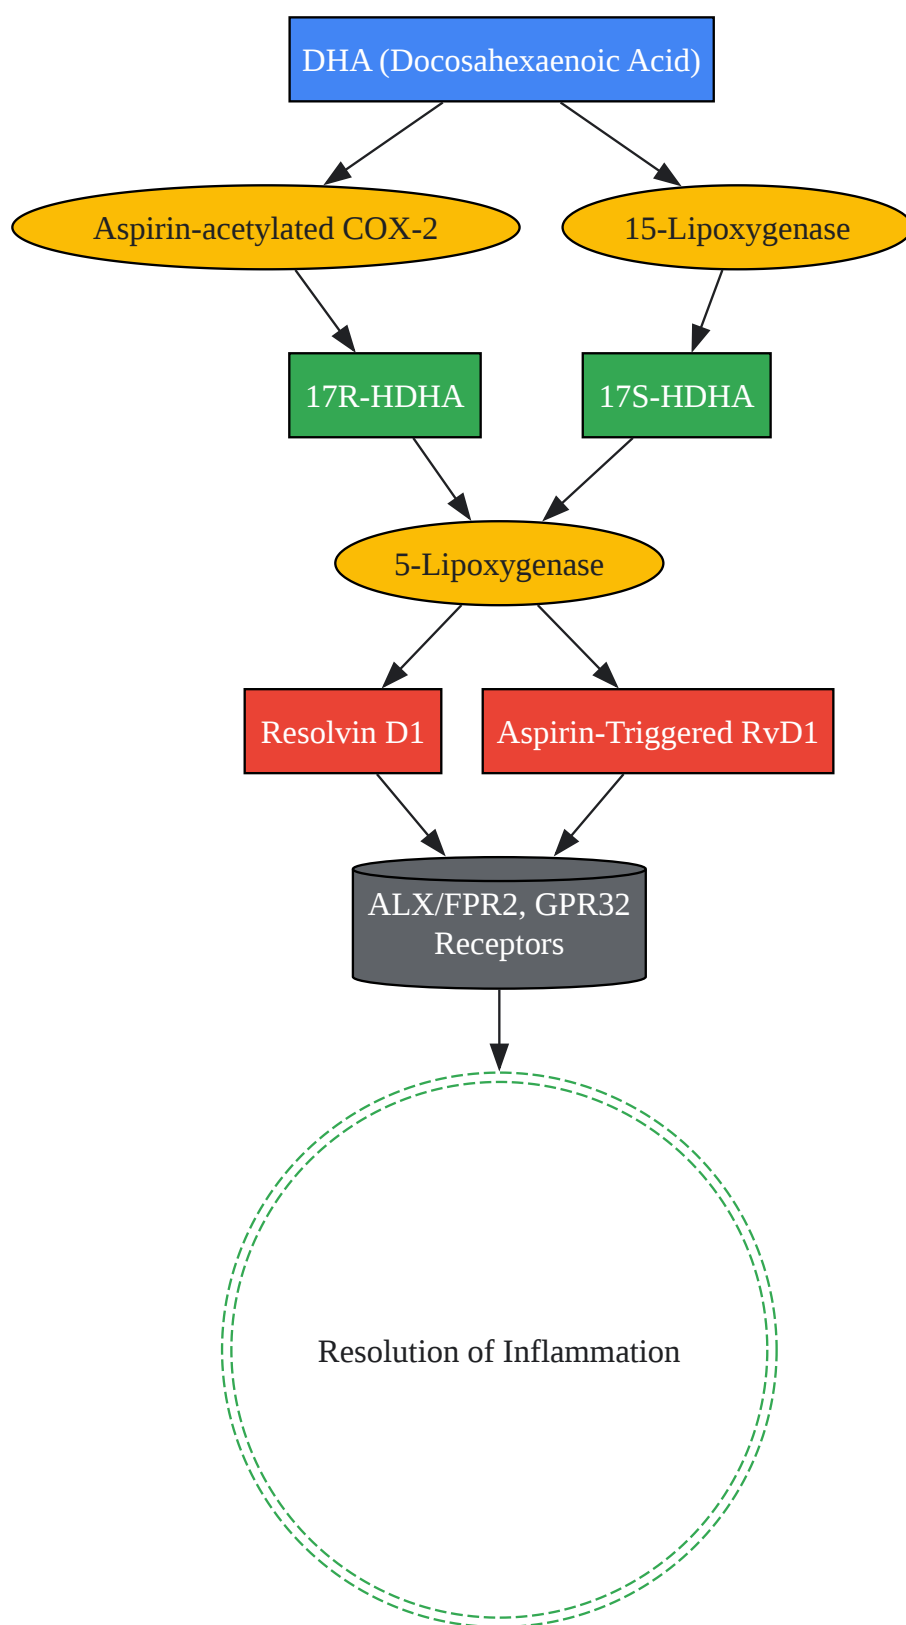 DHA (Docosahexaenoic Acid)
Aspirin-acetylated COX-2
15-Lipoxygenase
17R-HDHA
17S-HDHA
5-Lipoxygenase
Resolvin D1
Aspirin-Triggered RvD1
ALX/FPR2, GPR32
Receptors
Resolution of Inflammation